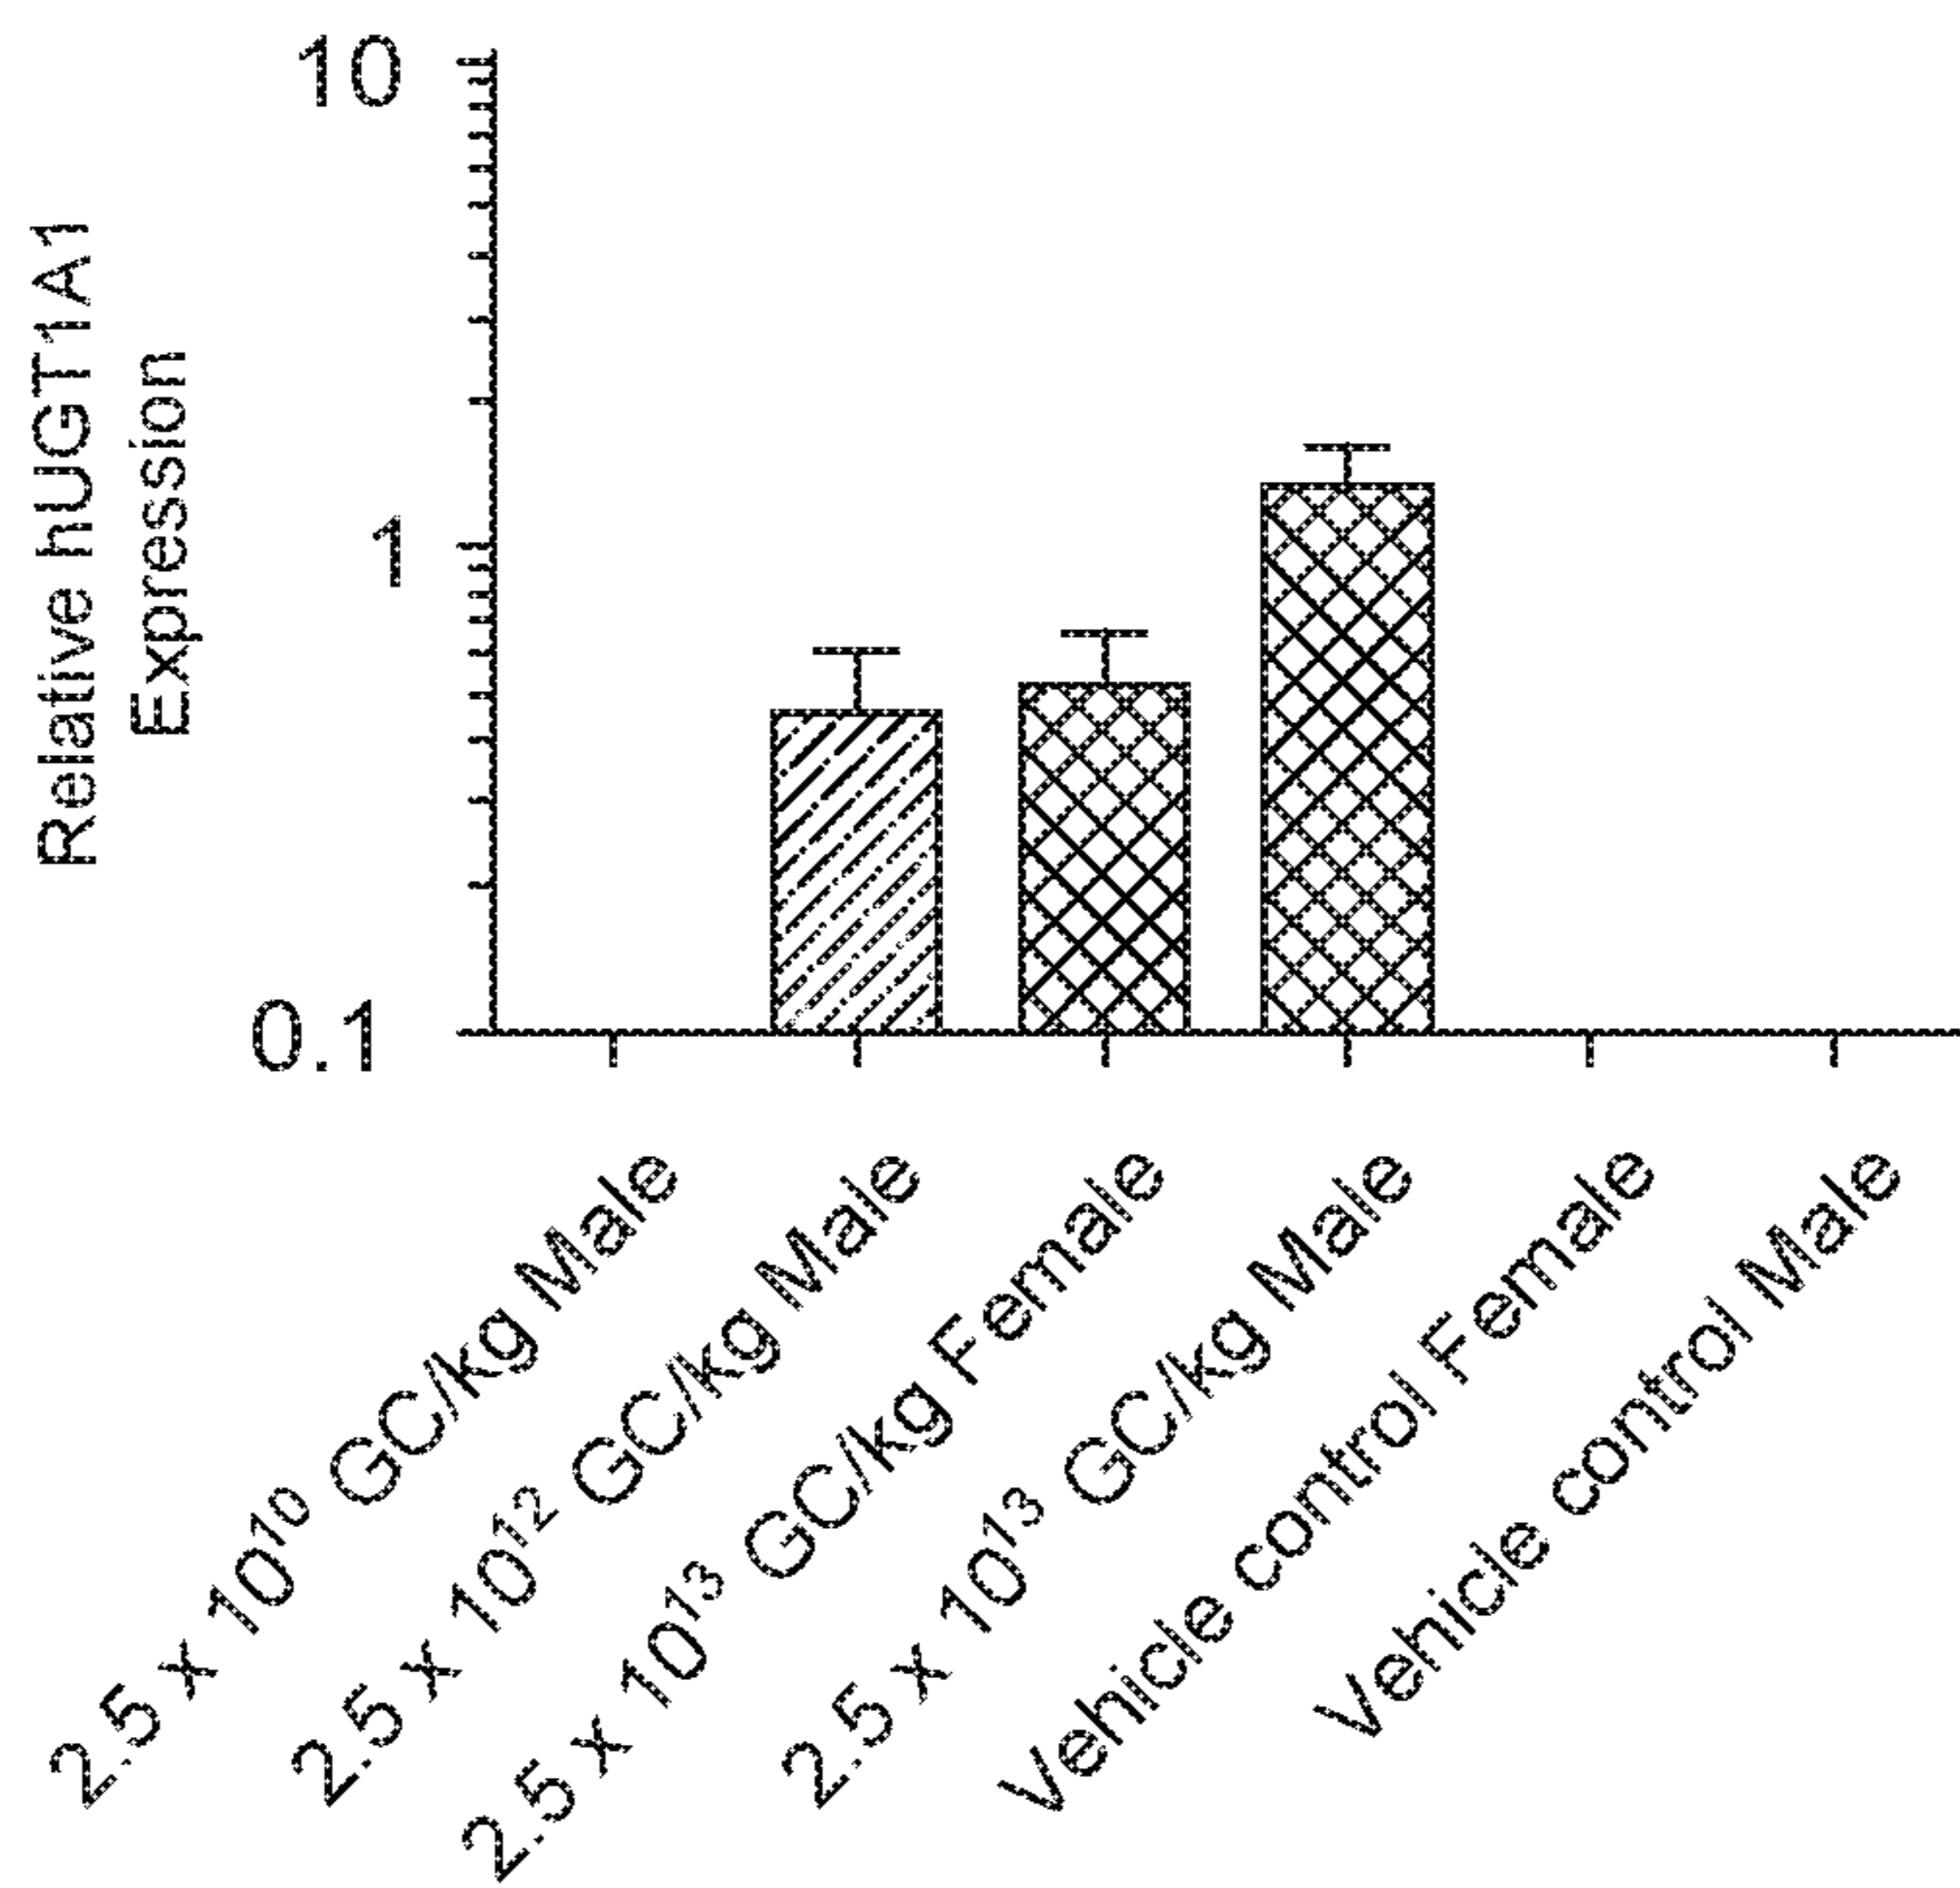 10
1
0.1
Relative hUGT1A1
Expression
2.5 x 10¹⁰ GC/kg Male
2.5 x 10¹² GC/kg Male
2.5 x 10¹³ GC/kg Female
2.5 x 10¹³ GC/kg Male
Vehicle control Female
Vehicle control Male